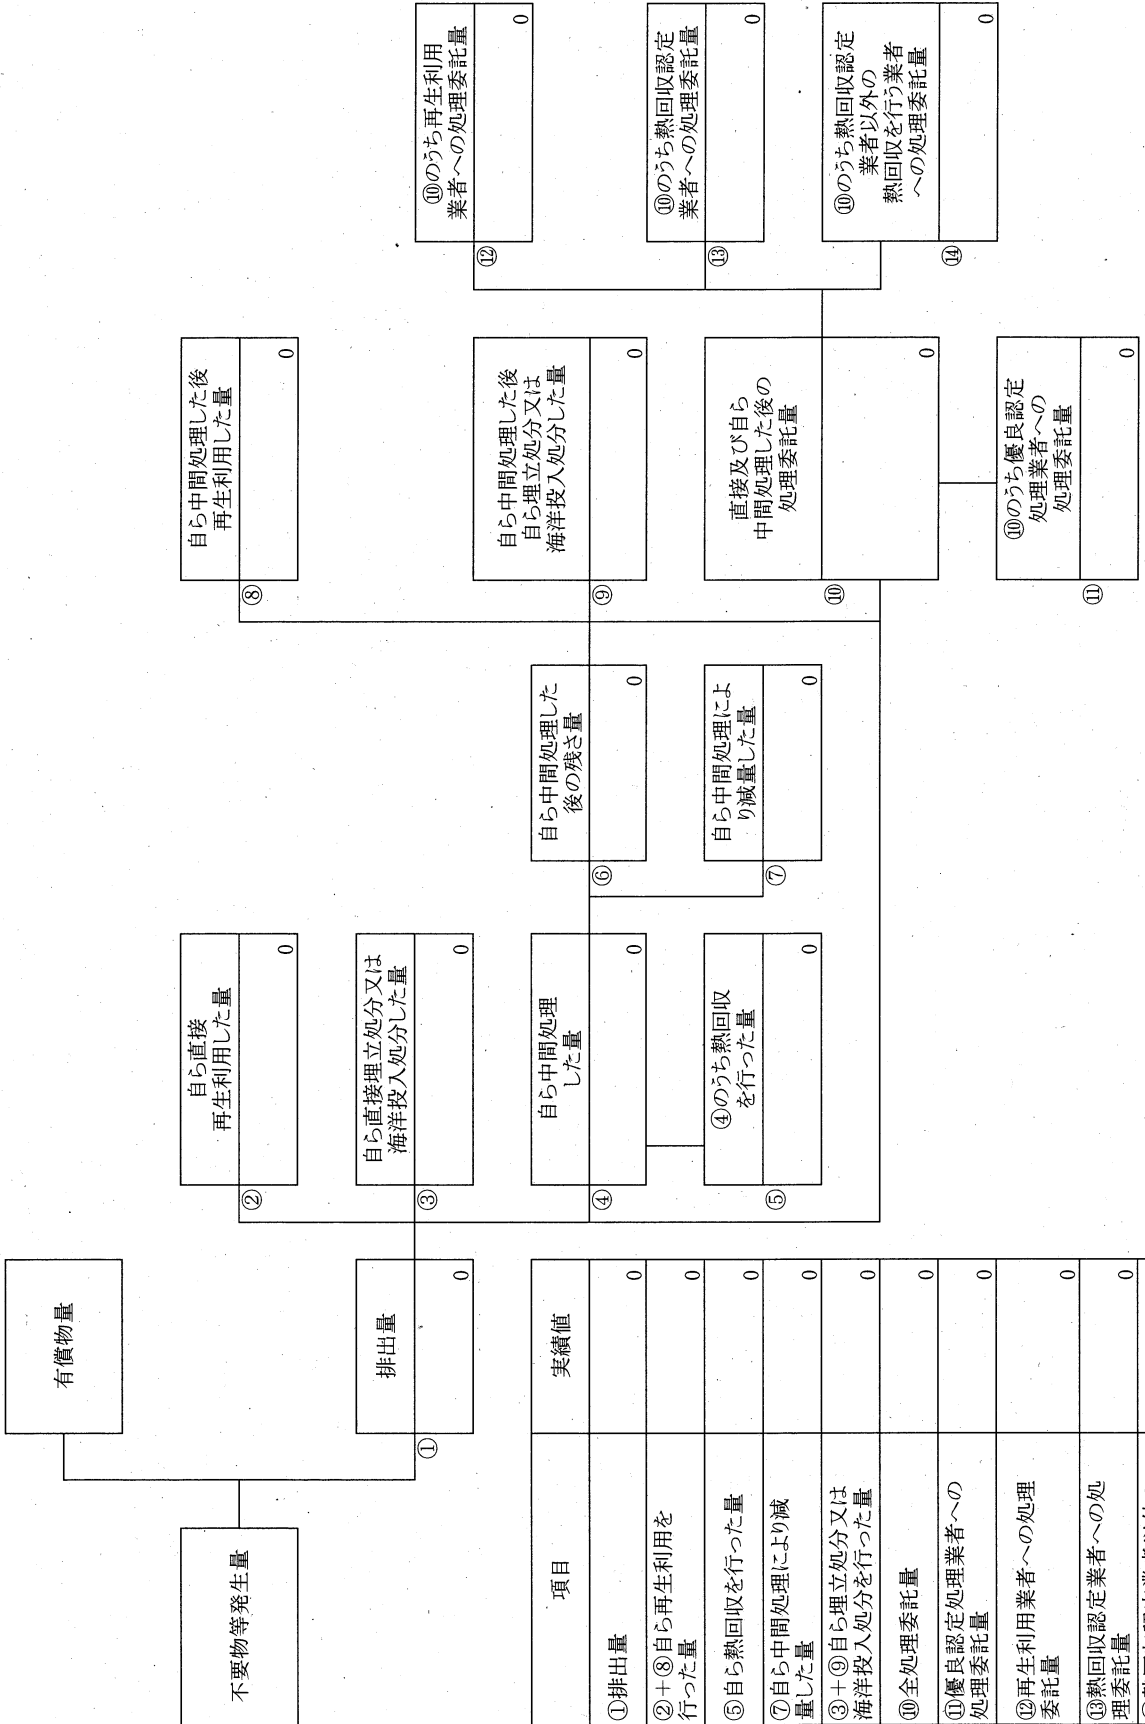 不要物等発生量
有償物量
排出量
①
0
自ら直接
再生利用した量
②
0
自ら直接埋立処分又は
海洋投入処分した量
③
0
自ら中間処理
した量
④
0
④のうち熱回収
を行った量
⑤
0
自ら中間処理した
後の残さ量
⑥
0
自ら中間処理によ
り減量した量
⑦
0
自ら中間処理した後
再生利用した量
⑧
0
自ら中間処理した後
自ら埋立処分又は
海洋投入処分した量
⑨
0
直接及び自ら
中間処理した後の
処理委託量
⑩
0
⑩のうち優良認定
処理業者への
処理委託量
⑪
0
⑩のうち再生利用
業者への処理委託量
⑫
0
⑩のうち熱回収認定
業者への処理委託量
⑬
0
⑩のうち熱回収認定
業者以外の
熱回収を行う業者
への処理委託量
⑭
0
項目 実績値
①排出量 0
②+⑧自ら再生利用を
行った量 0
⑤自ら熱回収を行った量 0
⑦自ら中間処理により減
量した量 0
③+⑨自ら埋立処分又は
海洋投入処分を行った量 0
⑩全処理委託量 0
⑪優良認定処理業者への
処理委託量 0
⑫再生利用業者への処理
委託量 0
⑬熱回収認定業者への処
理委託量 0